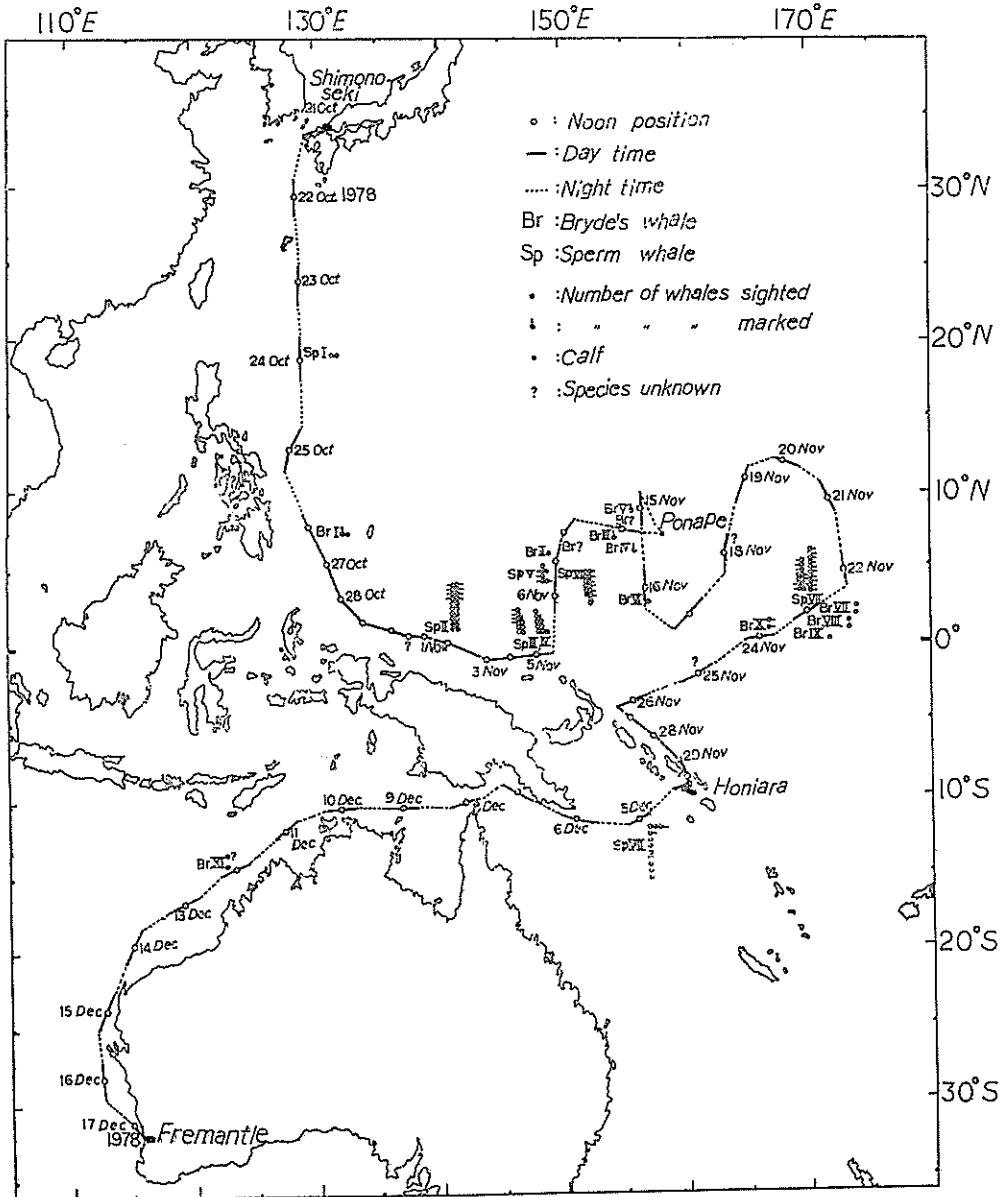 110°E 130°E 150°E 170°E
Shimono
seki
21 Oct
○ : Noon position
— : Day time
...... : Night time
Br : Bryde's whale
Sp : Sperm whale
• : Number of whales sighted
: " " " marked
• : Calf
? : Species unknown
30°N
22 Oct 1978
23 Oct
20°N
24 Oct
Sp I
25 Oct
20 Nov
19 Nov
21 Nov
10°N
15 Nov
Br V
Br?
Ponape
Br I
Br III
Br IV
?
18 Nov
27 Oct
Br I
Br?
Sp V
Sp VI
22 Nov
28 Oct
6 Nov
16 Nov
Br VI
Sp VII
Br VII
Br VIII
Br IX
Br X
Sp II
Sp III
IV
?
1 Nov
0°
24 Nov
3 Nov
5 Nov
?
25 Nov
26 Nov
28 Nov
29 Nov
Honiara
10°S
10 Dec
9 Dec
Dec
5 Dec
6 Dec
11
Dec
Sp VII
Br XI
?
13 Dec
14 Dec
20°S
15 Dec
16 Dec
30°S
17 Dec
1978
Fremantle